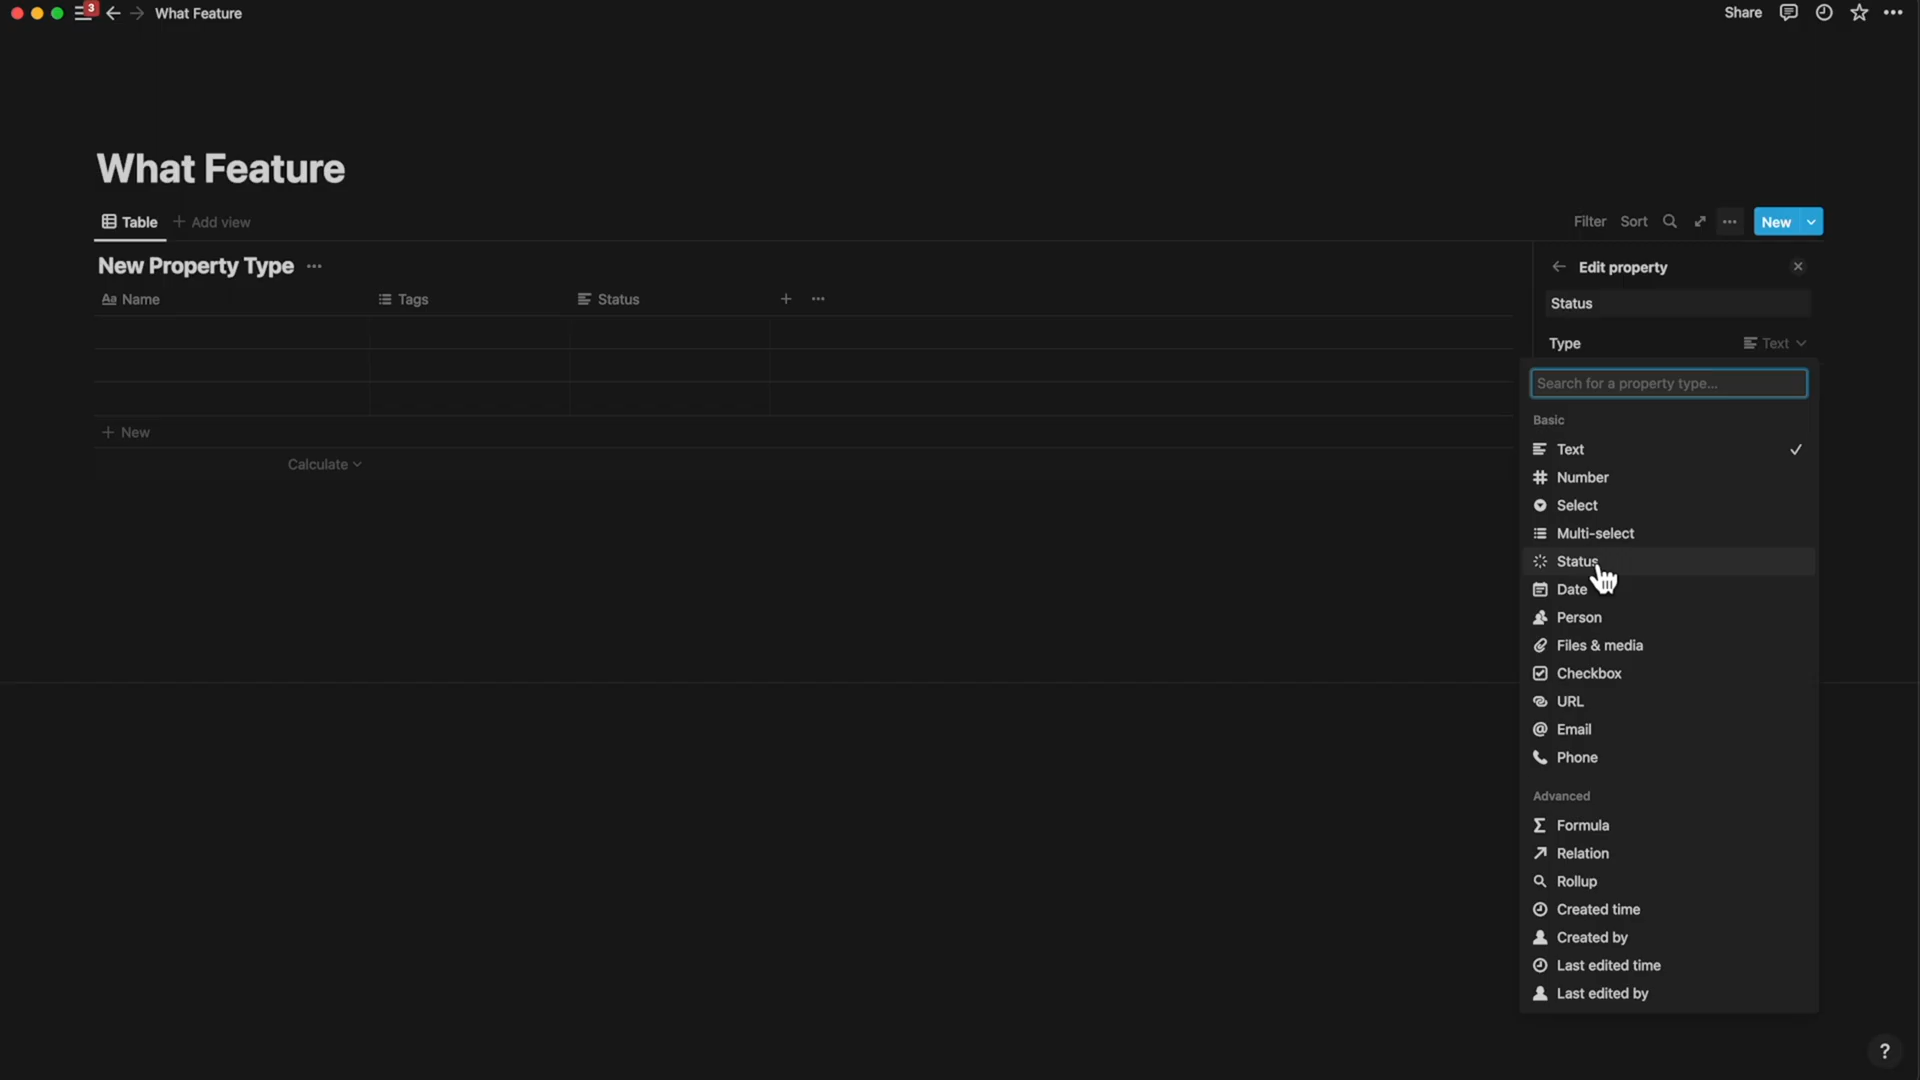 3 What Feature Share
What Feature
Table Add view Filter Sort New
New Property Type
Aa Name Tags Status
New
Calculate
Edit property
Status
Type Text
Search for a property type...
Basic
Text
Number
Select
Multi-select
Status
Date
Person
Files & media
Checkbox
URL
Email
Phone
Advanced
Formula
Relation
Rollup
Created time
Created by
Last edited time
Last edited by
?